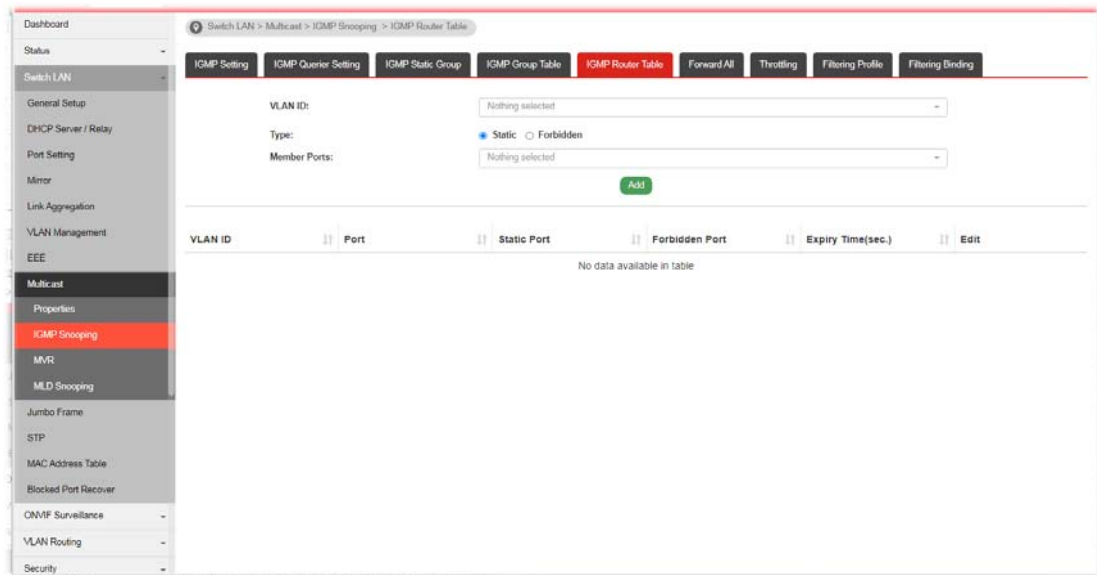 Dashboard
Status
Switch LAN
General Setup
DHCP Server / Relay
Port Setting
Mirror
Link Aggregation
VLAN Management
EEE
Multicast
Properties
IGMP Snooping
MVR
MLD Snooping
Jumbo Frame
STP
MAC Address Table
Blocked Port Recover
ONVIF Surveillance
VLAN Routing
Security
Switch LAN > Multicast > IGMP Snooping > IGMP Router Table
IGMP Setting IGMP Querier Setting IGMP Static Group IGMP Group Table IGMP Router Table Forward All Throttling Filtering Profile Filtering Binding
VLAN ID: Nothing selected
Type: Static Forbidden
Member Ports: Nothing selected
Add
VLAN ID Port Static Port Forbidden Port Expiry Time(sec.) Edit
No data available in table